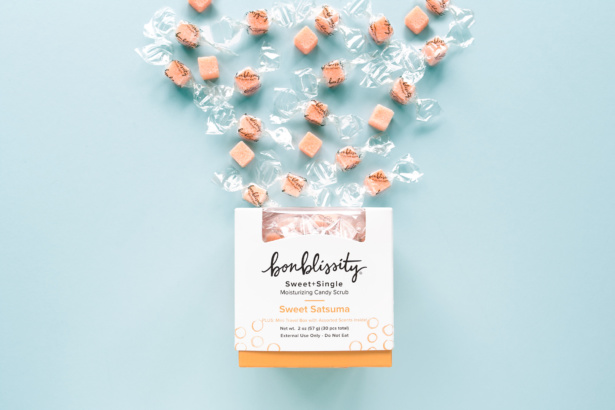 bonblissity
Sweet+Single
Moisturizing Candy Scrub
Sweet Satsuma
Net wt. 2 oz (57 g) (30 pcs total)
External Use Only - Do Not Eat